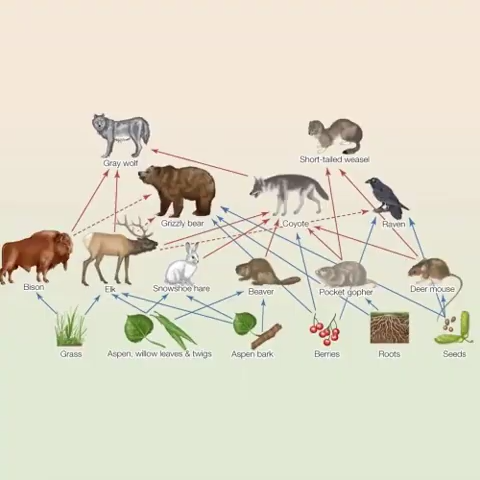 Gray wolf
Short-tailed weasel
Grizzly bear
Coyote
Raven
Bison
Elk
Snowshoe hare
Beaver
Pocket gopher
Deer mouse
Grass
Aspen, willow leaves & twigs
Aspen bark
Berries
Roots
Seeds